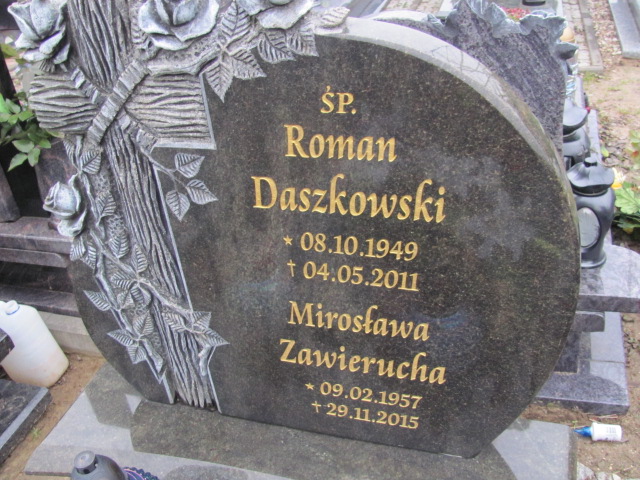 ŚP.
Roman
Daszkowski
* 08.10.1949
† 04.05.2011
Mirosława
Zawierucha
* 09.02.1957
† 29.11.2015